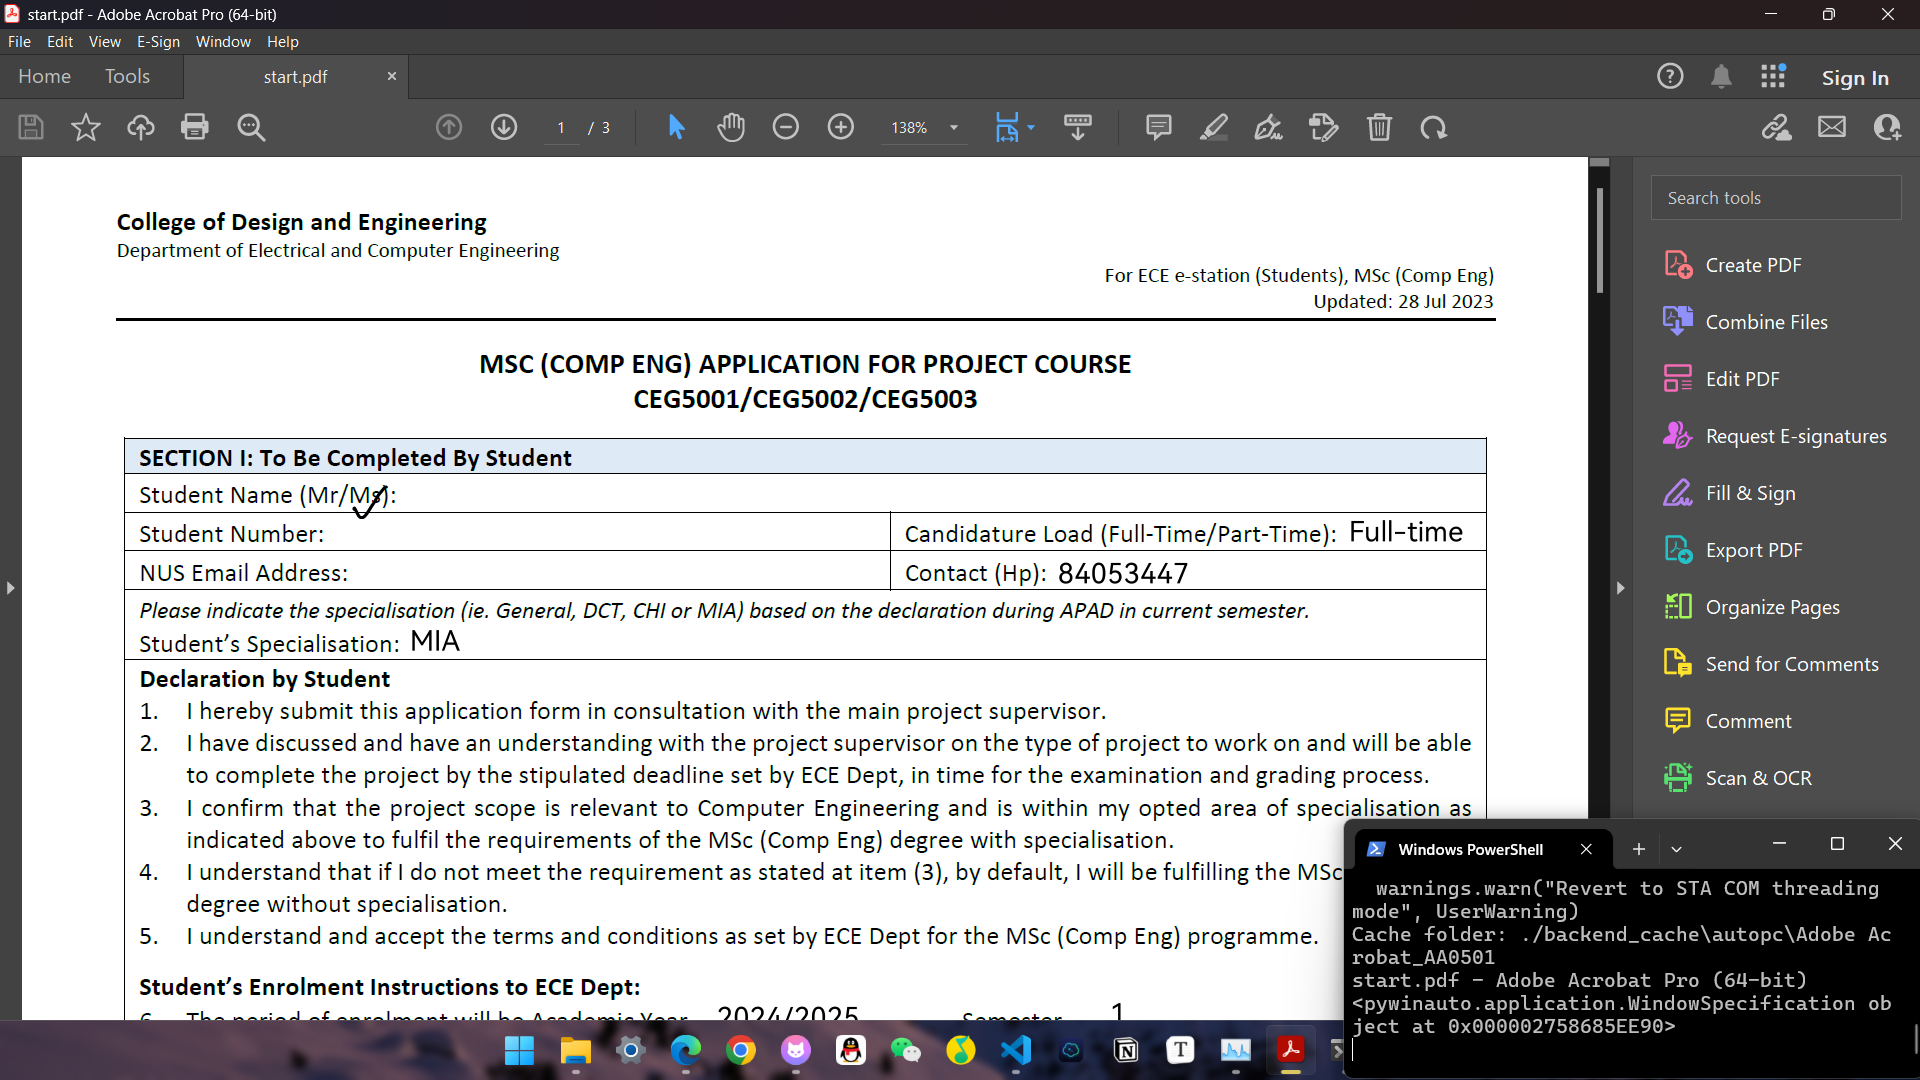 start.pdf - Adobe Acrobat Pro (64-bit)
File Edit View E-Sign Window Help
Home Tools start.pdf Sign In
1 / 3 138%
College of Design and Engineering
Department of Electrical and Computer Engineering
For ECE e-station (Students), MSc (Comp Eng)
Updated: 28 Jul 2023
MSC (COMP ENG) APPLICATION FOR PROJECT COURSE
CEG5001/CEG5002/CEG5003
SECTION I: To Be Completed By Student
Student Name (Mr/Ms):
Student Number:
Candidature Load (Full-Time/Part-Time): Full-time
NUS Email Address:
Contact (Hp): 84053447
Please indicate the specialisation (ie. General, DCT, CHI or MIA) based on the declaration during APAD in current semester.
Student’s Specialisation: MIA
Declaration by Student
1. I hereby submit this application form in consultation with the main project supervisor.
2. I have discussed and have an understanding with the project supervisor on the type of project to work on and will be able
to complete the project by the stipulated deadline set by ECE Dept, in time for the examination and grading process.
3. I confirm that the project scope is relevant to Computer Engineering and is within my opted area of specialisation as
indicated above to fulfil the requirements of the MSc (Comp Eng) degree with specialisation.
4. I understand that if I do not meet the requirement as stated at item (3), by default, I will be fulfilling the MSc
degree without specialisation.
5. I understand and accept the terms and conditions as set by ECE Dept for the MSc (Comp Eng) programme.
Student’s Enrolment Instructions to ECE Dept:
6. The period of enrolment will be Academic Year 2024/2025 Semester 1
Search tools
Create PDF
Combine Files
Edit PDF
Request E-signatures
Fill & Sign
Export PDF
Organize Pages
Send for Comments
Comment
Scan & OCR
Windows PowerShell
warnings.warn("Revert to STA COM threading
mode", UserWarning)
Cache folder: ./backend_cache\autopc\Adobe Ac
robat_AA0501
start.pdf - Adobe Acrobat Pro (64-bit)
<pywinauto.application.WindowSpecification ob
ject at 0x000002758685EE90>